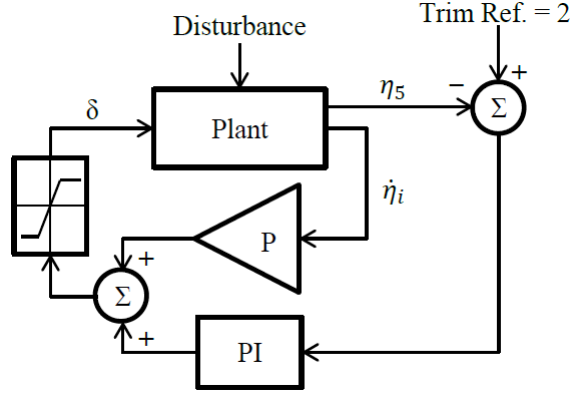 Trim Ref. = 2
Disturbance
+
−
Σ
η₅
δ
Plant
η̇ᵢ
P
+
Σ
+
PI